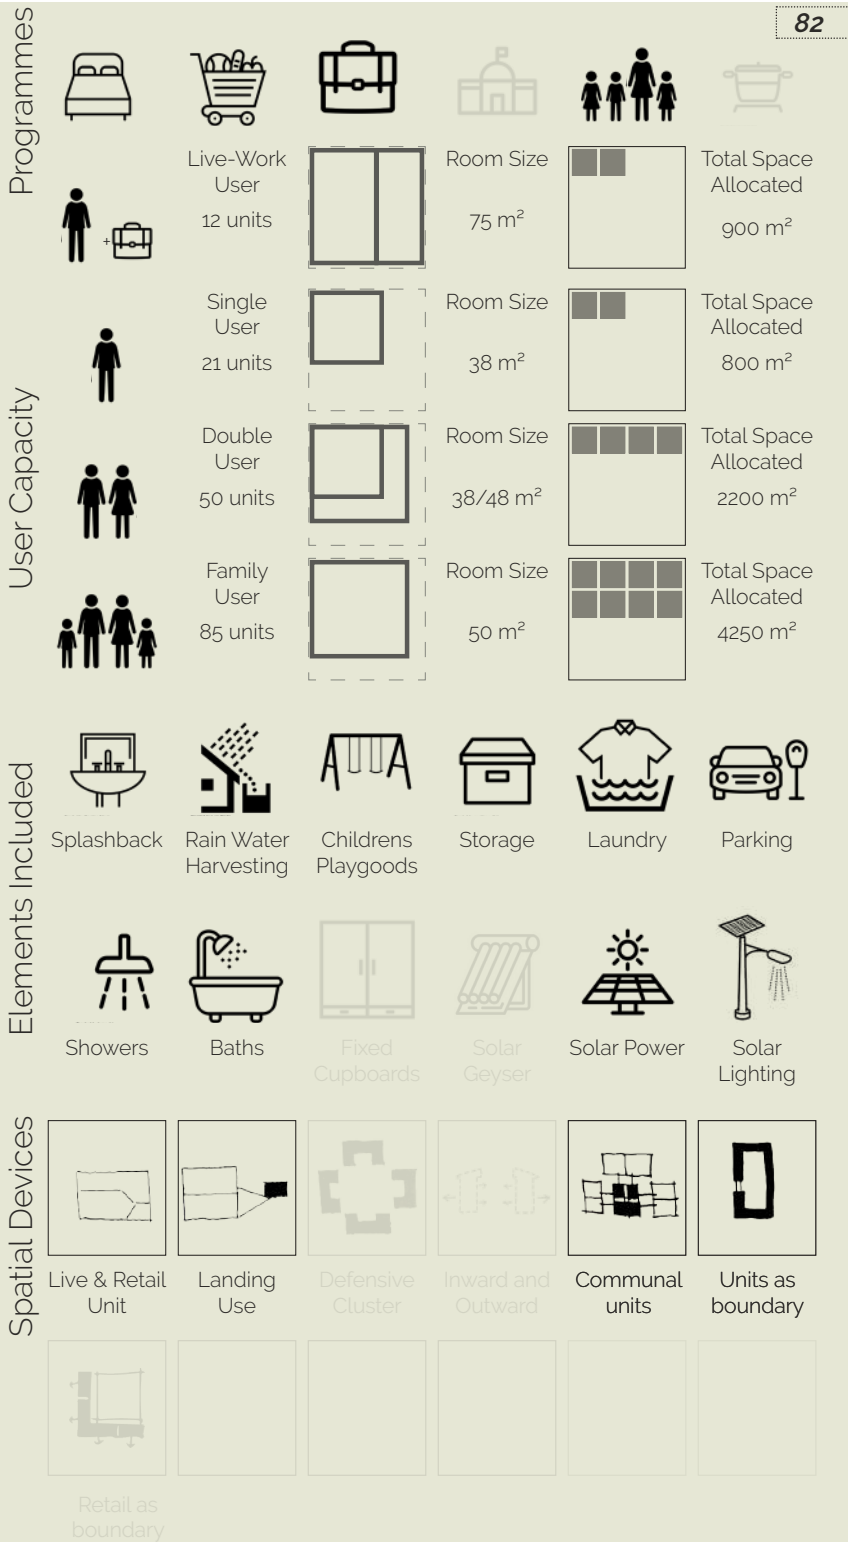 82
Programmes
User Capacity
Live-Work
User
12 units
Room Size
75 m²
Total Space
Allocated
900 m²
+
Single
User
21 units
Room Size
38 m²
Total Space
Allocated
800 m²
Double
User
50 units
Room Size
38/48 m²
Total Space
Allocated
2200 m²
Family
User
85 units
Room Size
50 m²
Total Space
Allocated
4250 m²
Elements Included
Splashback
Rain Water
Harvesting
Childrens
Playgoods
Storage
Laundry
Parking
Showers
Baths
Fixed
Cupboards
Solar
Geyser
Solar Power
Solar
Lighting
Spatial Devices
Live & Retail
Unit
Landing
Use
Defensive
Cluster
Inward and
Outward
Communal
units
Units as
boundary
Retail as
boundary